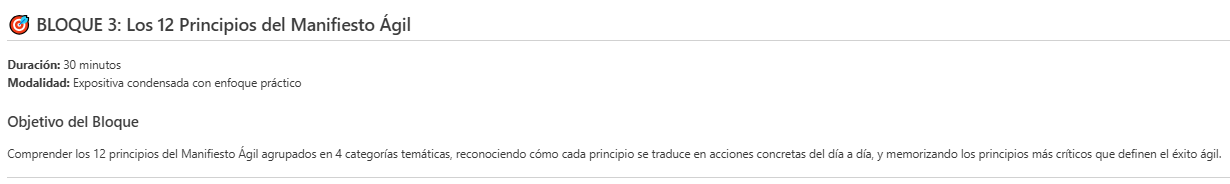 🎯 BLOQUE 3: Los 12 Principios del Manifiesto Ágil
Duración: 30 minutos
Modalidad: Expositiva condensada con enfoque práctico
Objetivo del Bloque
Comprender los 12 principios del Manifiesto Ágil agrupados en 4 categorías temáticas, reconociendo cómo cada principio se traduce en acciones concretas del día a día, y memorizando los principios más críticos que definen el éxito ágil.